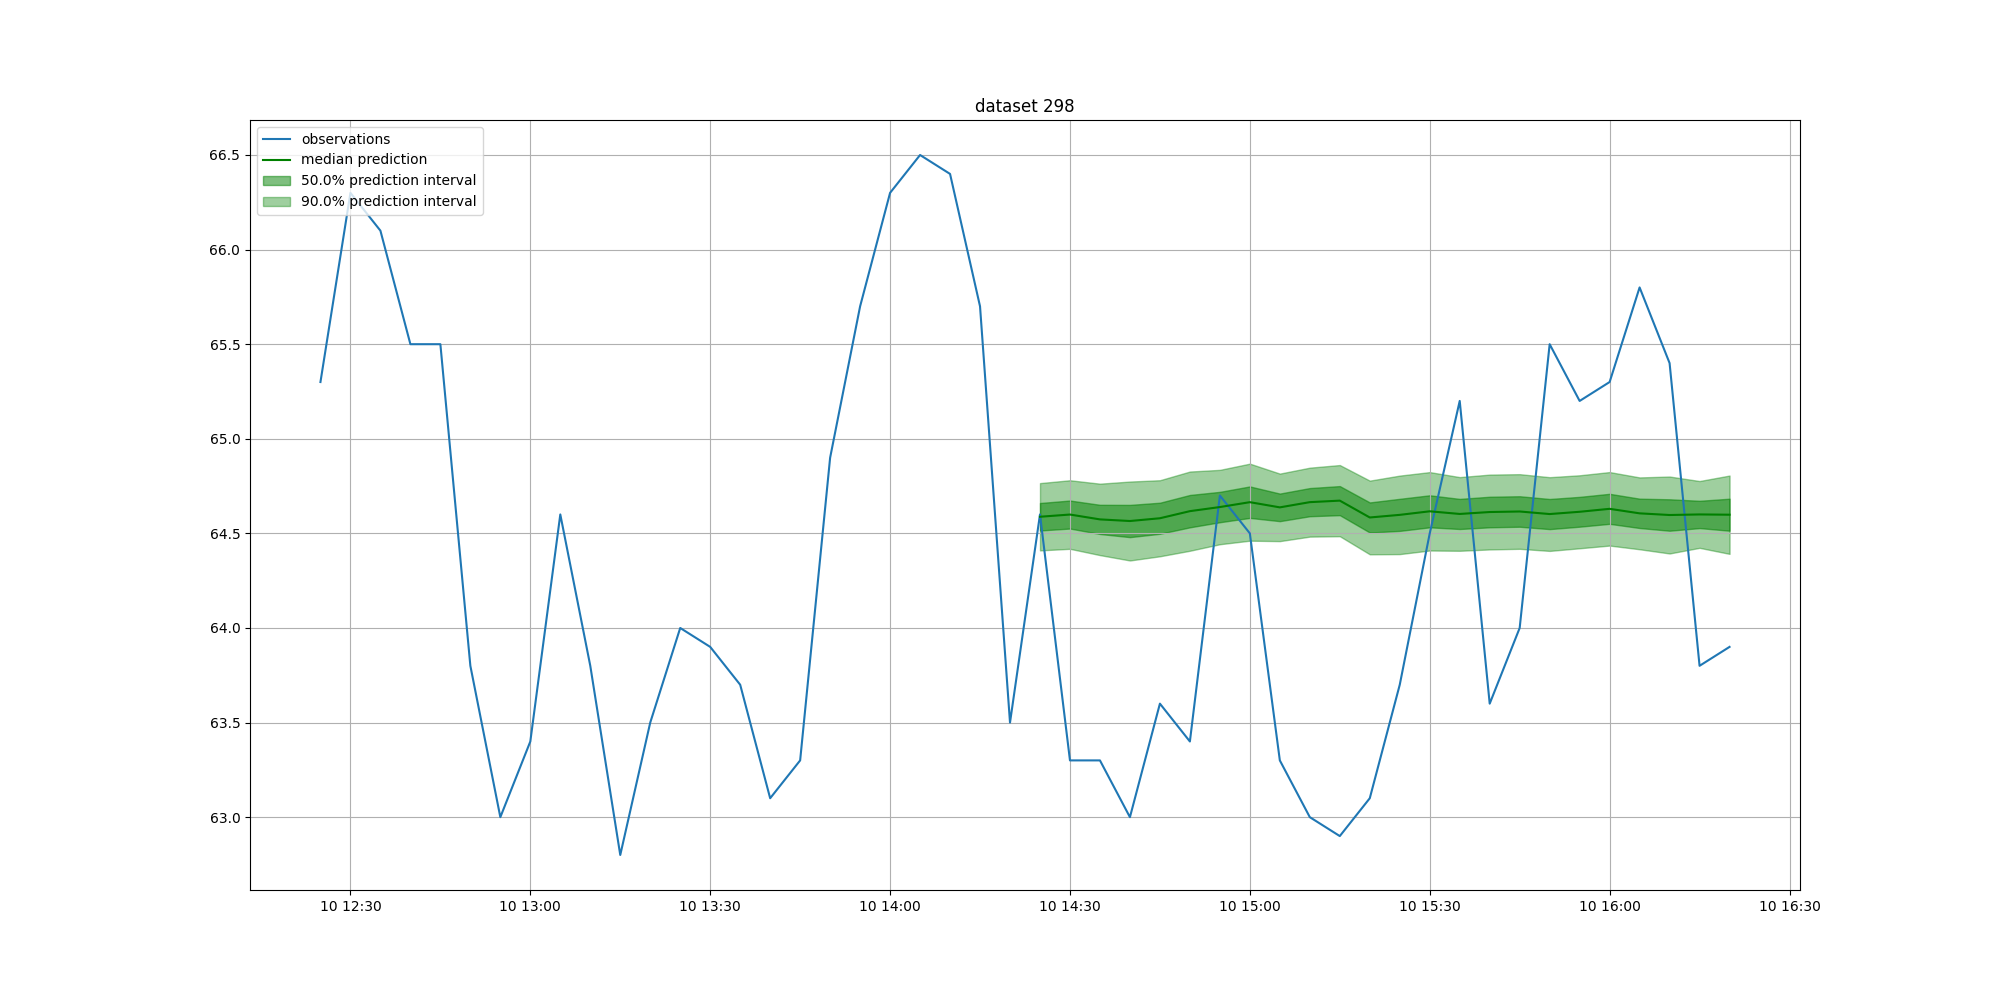 dataset 298
observations
median prediction
50.0% prediction interval
90.0% prediction interval
66.5
66.0
65.5
65.0
64.5
64.0
63.5
63.0
10 12:30 10 13:00 10 13:30 10 14:00 10 14:30 10 15:00 10 15:30 10 16:00 10 16:30